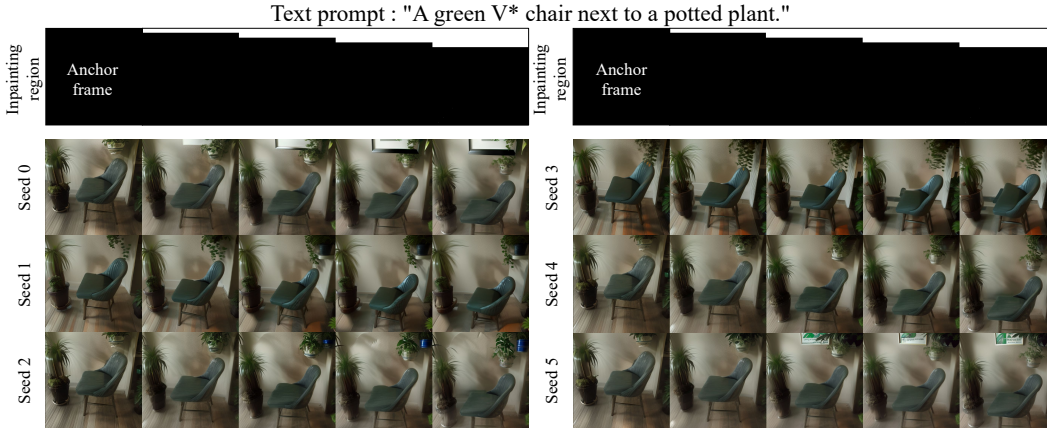 Text prompt : "A green V* chair next to a potted plant."
Inpainting
region
Anchor
frame
Seed 0
Seed 1
Seed 2
Inpainting
region
Anchor
frame
Seed 3
Seed 4
Seed 5